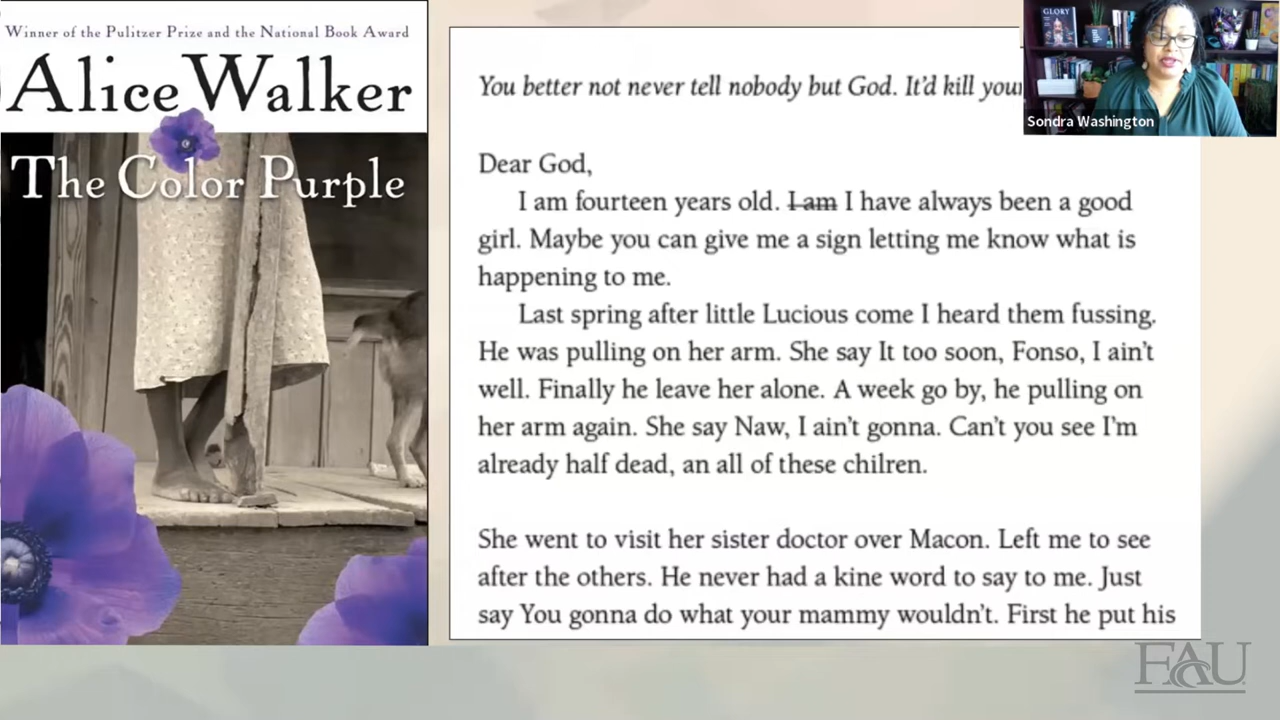 Winner of the Pulitzer Prize and the National Book Award
Alice Walker
The Color Purple
You better not never tell nobody but God. It'd kill your
Dear God,
I am fourteen years old. I am I have always been a good
girl. Maybe you can give me a sign letting me know what is
happening to me.
Last spring after little Lucious come I heard them fussing.
He was pulling on her arm. She say It too soon, Fonso, I ain't
well. Finally he leave her alone. A week go by, he pulling on
her arm again. She say Naw, I ain't gonna. Can't you see I'm
already half dead, an all of these chilren.
She went to visit her sister doctor over Macon. Left me to see
after the others. He never had a kine word to say to me. Just
say You gonna do what your mammy wouldn't. First he put his
GLORY
Sondra Washington
FAU